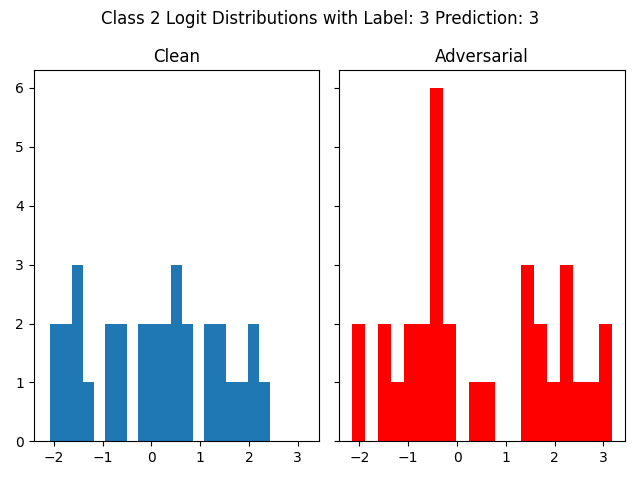 Class 2 Logit Distributions with Label: 3 Prediction: 3
Clean
Adversarial
6
5
4
3
2
1
0
−2 −1 0 1 2 3
−2 −1 0 1 2 3